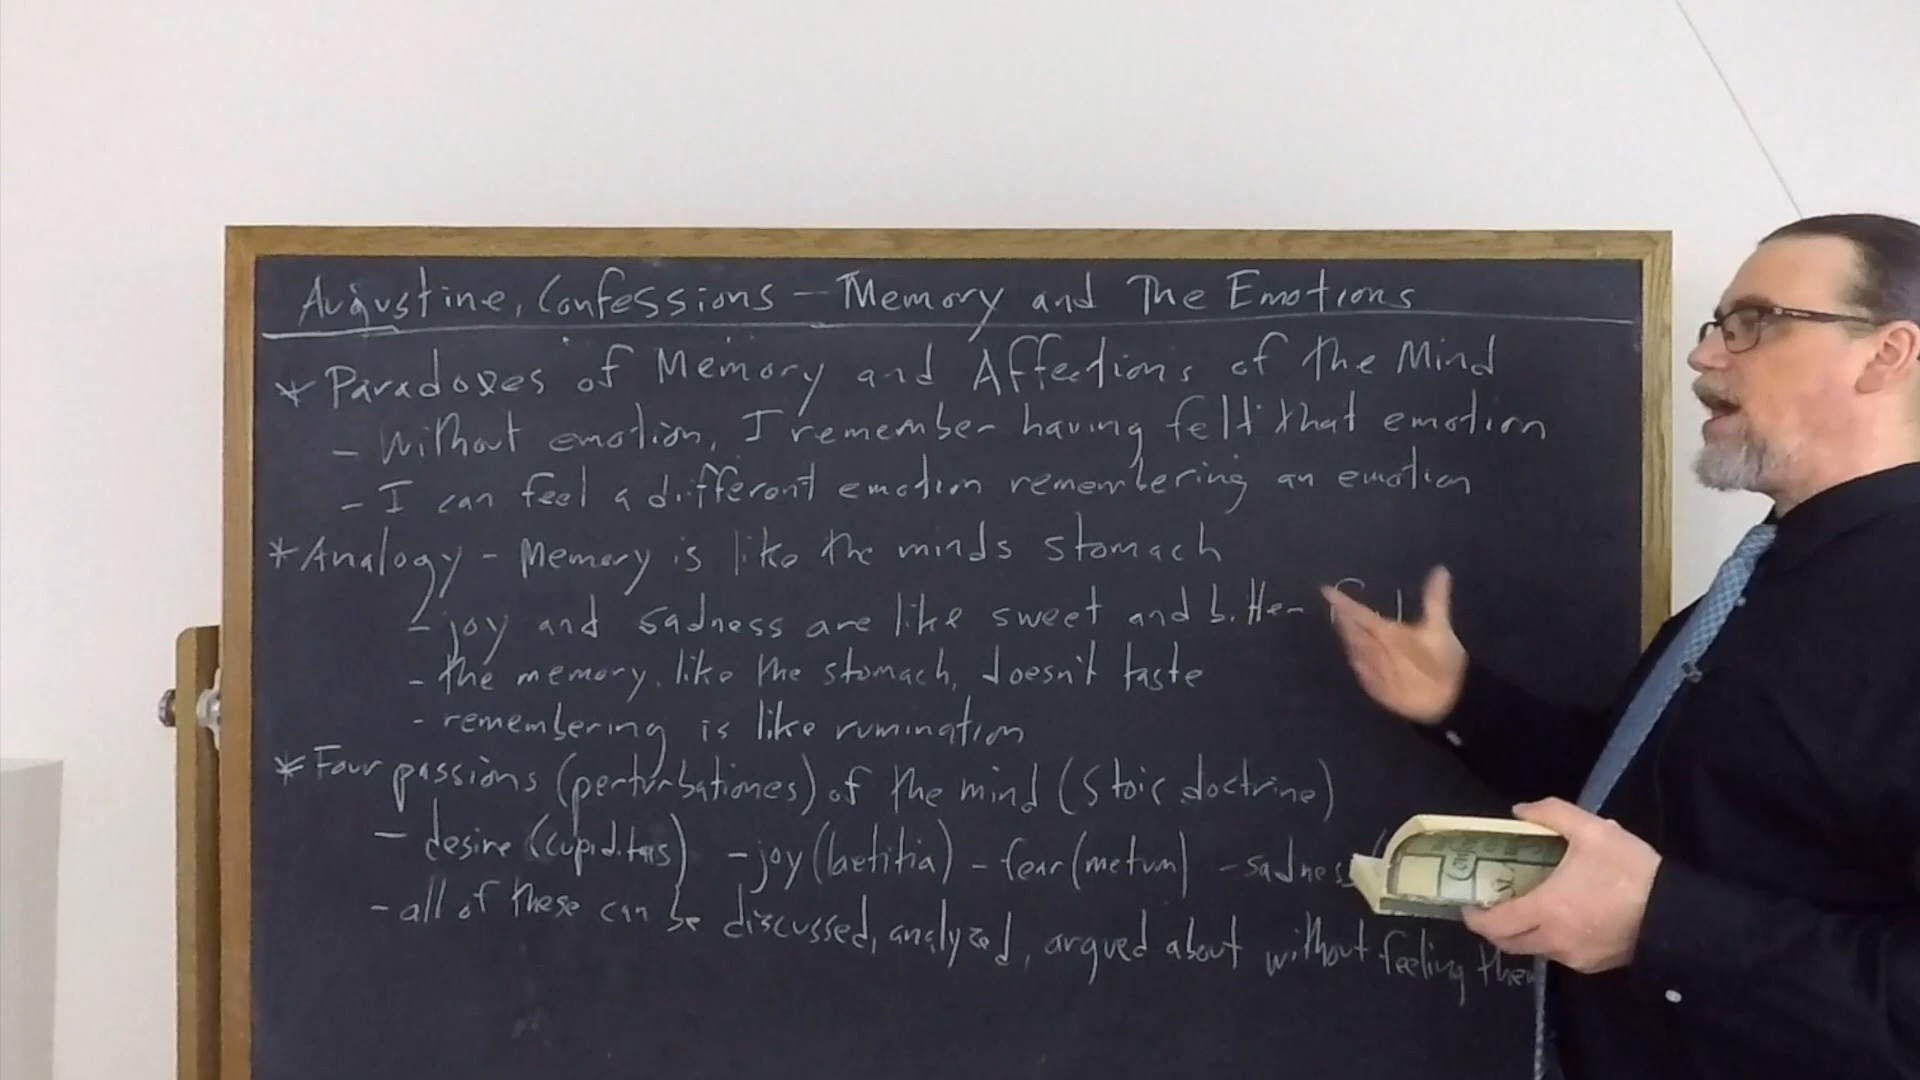 Augustine, Confessions – Memory and The Emotions
* Paradoxes of Memory and Affections of the Mind
– without emotion, I remember having felt that emotion
– I can feel a different emotion remembering an emotion
* Analogy – Memory is like the minds stomach
– joy and sadness are like sweet and bitter
– the memory, like the stomach, doesn't taste
– remembering is like rumination
* Four passions (perturbationes) of the mind (Stoic doctrine)
– desire (cupiditas) – joy (laetitia) – fear (metum) – sadness
– all of these can be discussed, analyzed, argued about without feeling them